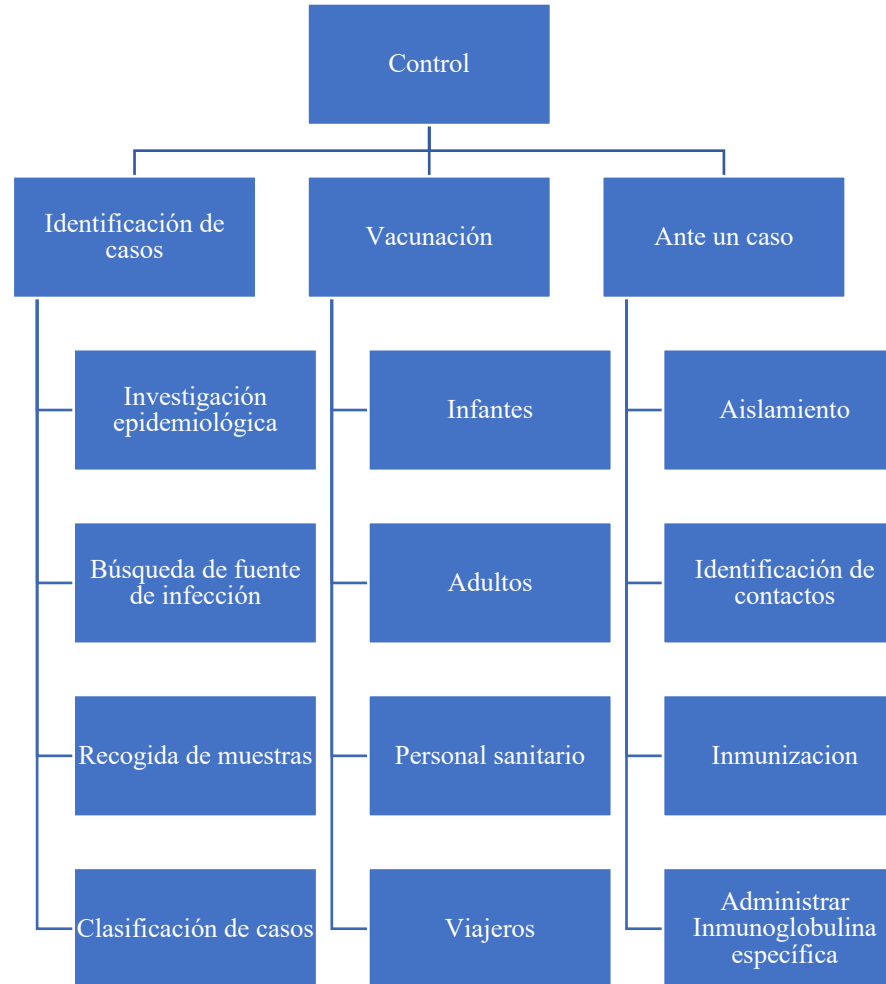 Control
Identificación de
casos
Vacunación
Ante un caso
Investigación
epidemiológica
Infantes
Aislamiento
Búsqueda de fuente
de infección
Adultos
Identificación de
contactos
Recogida de muestras
Personal sanitario
Inmunizacion
Clasificación de casos
Viajeros
Administrar
Inmunoglobulina
específica